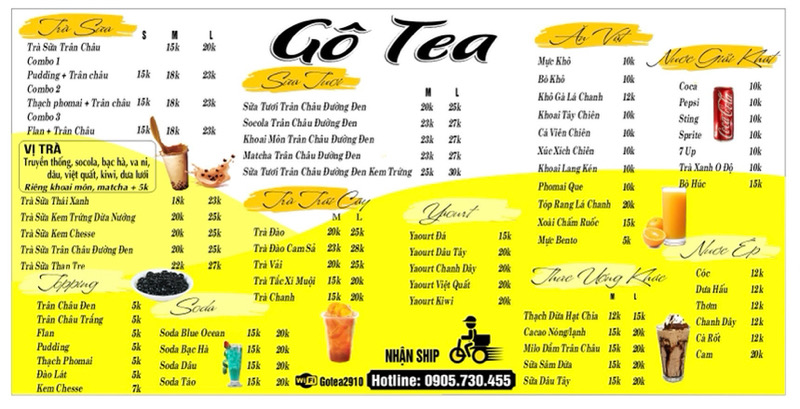 Gô Tea
Trà Sữa
S M L
Trà Sữa Trân Châu 15k 20k
Combo 1
Pudding + Trân châu 15k 18k 23k
Combo 2
Thạch phomai + Trân châu 15k 18k 23k
Combo 3
Flan + Trân Châu 15k 18k 23k
VỊ TRÀ
Truyền thống, socola, bạc hà, va ni,
dâu, việt quất, kiwi, dưa lưới
Riêng khoai môn, matcha + 5k
Trà Sữa Thái Xanh 18k 23k
Trà Sữa Kem Trứng Dừa Nướng 20k 25k
Trà Sữa Kem Chesse 20k 25k
Trà Sữa Trân Châu Đường Đen 20k 25k
Trà Sữa Than Tre 22k 27k
Topping
Trân Châu Đen 5k
Trân Châu Trắng 5k
Flan 5k
Pudding 5k
Thạch Phomai 5k
Đào Lát 5k
Kem Chesse 7k
Soda
Soda Blue Ocean 15k 20k
Soda Bạc Hà 15k 20k
Soda Dâu 15k 20k
Soda Táo 15k 20k
Sữa Tươi
M L
Sữa Tươi Trân Châu Đường Đen 20k 25k
Socola Trân Châu Đường Đen 23k 27k
Khoai Môn Trân Châu Đường Đen 23k 27k
Matcha Trân Châu Đường Đen 23k 27k
Sữa Tươi Trân Châu Đường Đen Kem Trứng 25k 30k
Trà Trái Cây
M L
Trà Đào 20k 25k
Trà Đào Cam Sả 23k 28k
Trà Vải 20k 25k
Trà Tắc Xí Muội 15k 20k
Trà Chanh 15k 20k
Yaourt
Yaourt Đá 15k
Yaourt Dâu Tây 20k
Yaourt Chanh Dây 20k
Yaourt Việt Quất 20k
Yaourt Kiwi 20k
NHẬN SHIP
WiFi Gotea2910
Hotline: 0905.730.455
Ăn Vặt
Mực Khô 10k
Bò Khô 10k
Khô Gà Lá Chanh 12k
Khoai Tây Chiên 10k
Cá Viên Chiên 10k
Xúc Xích Chiên 10k
Khoai Lang Kén 10k
Phomai Que 10k
Tóp Rang Lá Chanh 20k
Xoài Chấm Ruốc 15k
Mực Bento 5k
Thức Uống Khác
M L
Thạch Dừa Hạt Chia 12k 15k
Cacao Nóng/lạnh 15k 20k
Milo Dầm Trân Châu 15k 20k
Sữa Sâm Dứa 15k 20k
Sữa Dâu Tây 15k 20k
Nước Giải Khát
Coca 10k
Pepsi 10k
Sting 10k
Sprite 10k
7 Up 10k
Trà Xanh O Độ 10k
Bò Húc 15k
Coca-Cola
Nước Ép
Cóc 12k
Dưa Hấu 12k
Thơm 12k
Chanh Dây 12k
Cà Rốt 12k
Cam 20k